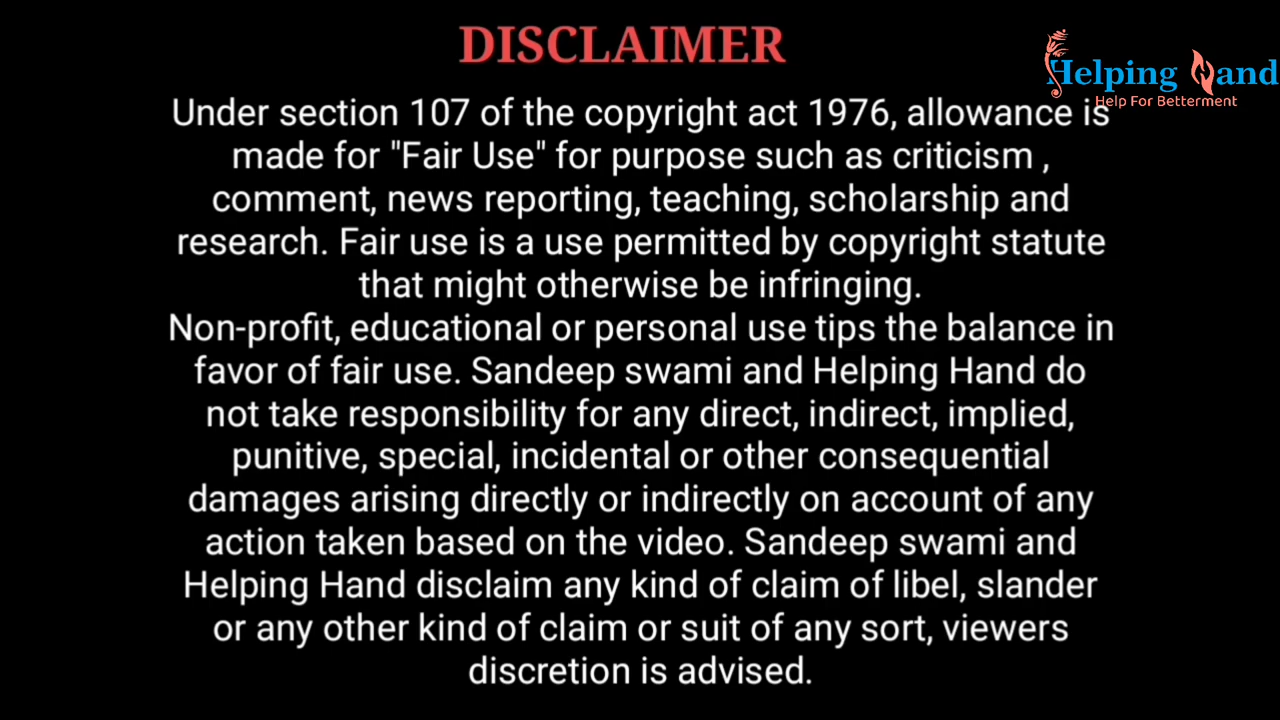 DISCLAIMER
Helping Hand
Help For Betterment
Under section 107 of the copyright act 1976, allowance is
made for "Fair Use" for purpose such as criticism ,
comment, news reporting, teaching, scholarship and
research. Fair use is a use permitted by copyright statute
that might otherwise be infringing.
Non-profit, educational or personal use tips the balance in
favor of fair use. Sandeep swami and Helping Hand do
not take responsibility for any direct, indirect, implied,
punitive, special, incidental or other consequential
damages arising directly or indirectly on account of any
action taken based on the video. Sandeep swami and
Helping Hand disclaim any kind of claim of libel, slander
or any other kind of claim or suit of any sort, viewers
discretion is advised.